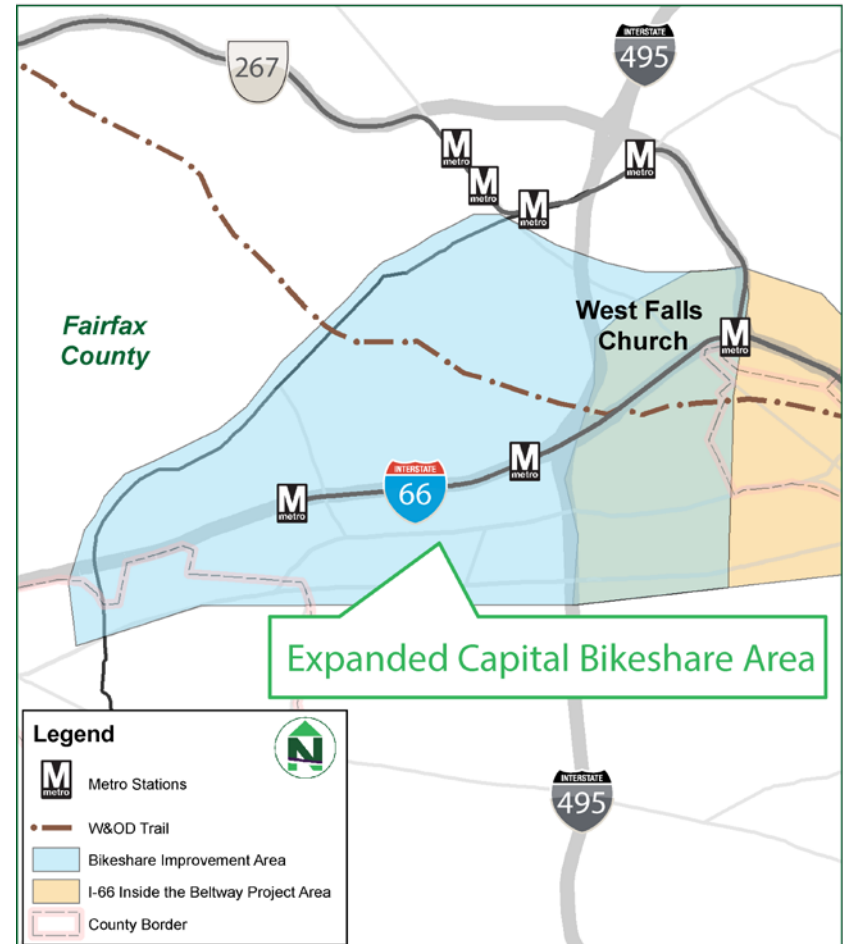 INTERSTATE
495
267
M
metro
M
metro
M
metro
M
metro
Fairfax
County
West Falls
Church
M
metro
M
metro
M
metro
INTERSTATE
66
Expanded Capital Bikeshare Area
Legend
N
M
metro
Metro Stations
W&OD Trail
Bikeshare Improvement Area
I-66 Inside the Beltway Project Area
County Border
INTERSTATE
495